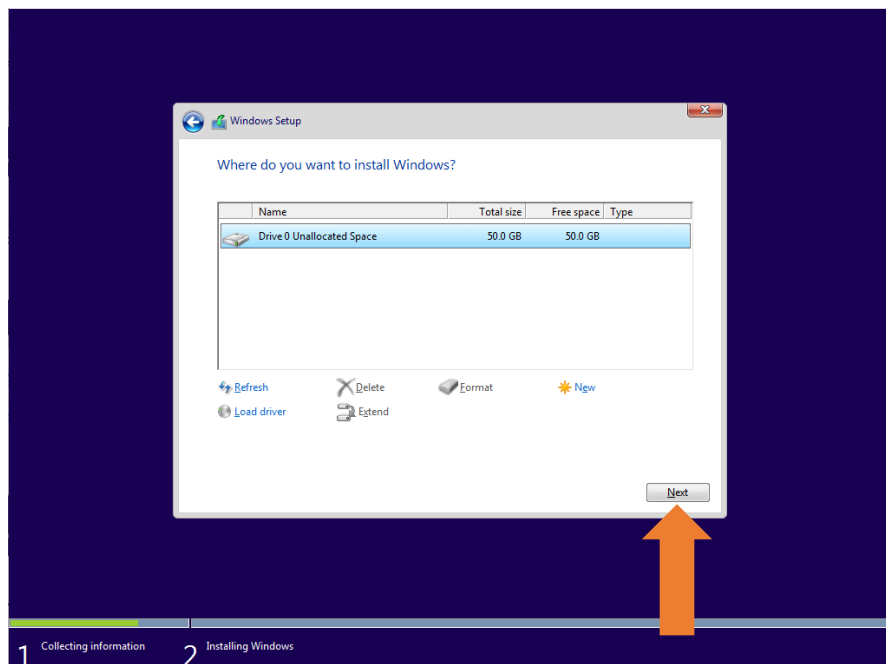 Windows Setup
Where do you want to install Windows?
Name Total size Free space Type
Drive 0 Unallocated Space 50.0 GB 50.0 GB
Refresh Delete Format New
Load driver Extend
Next
1 Collecting information 2 Installing Windows